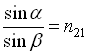 sin α / sin β = n₂₁